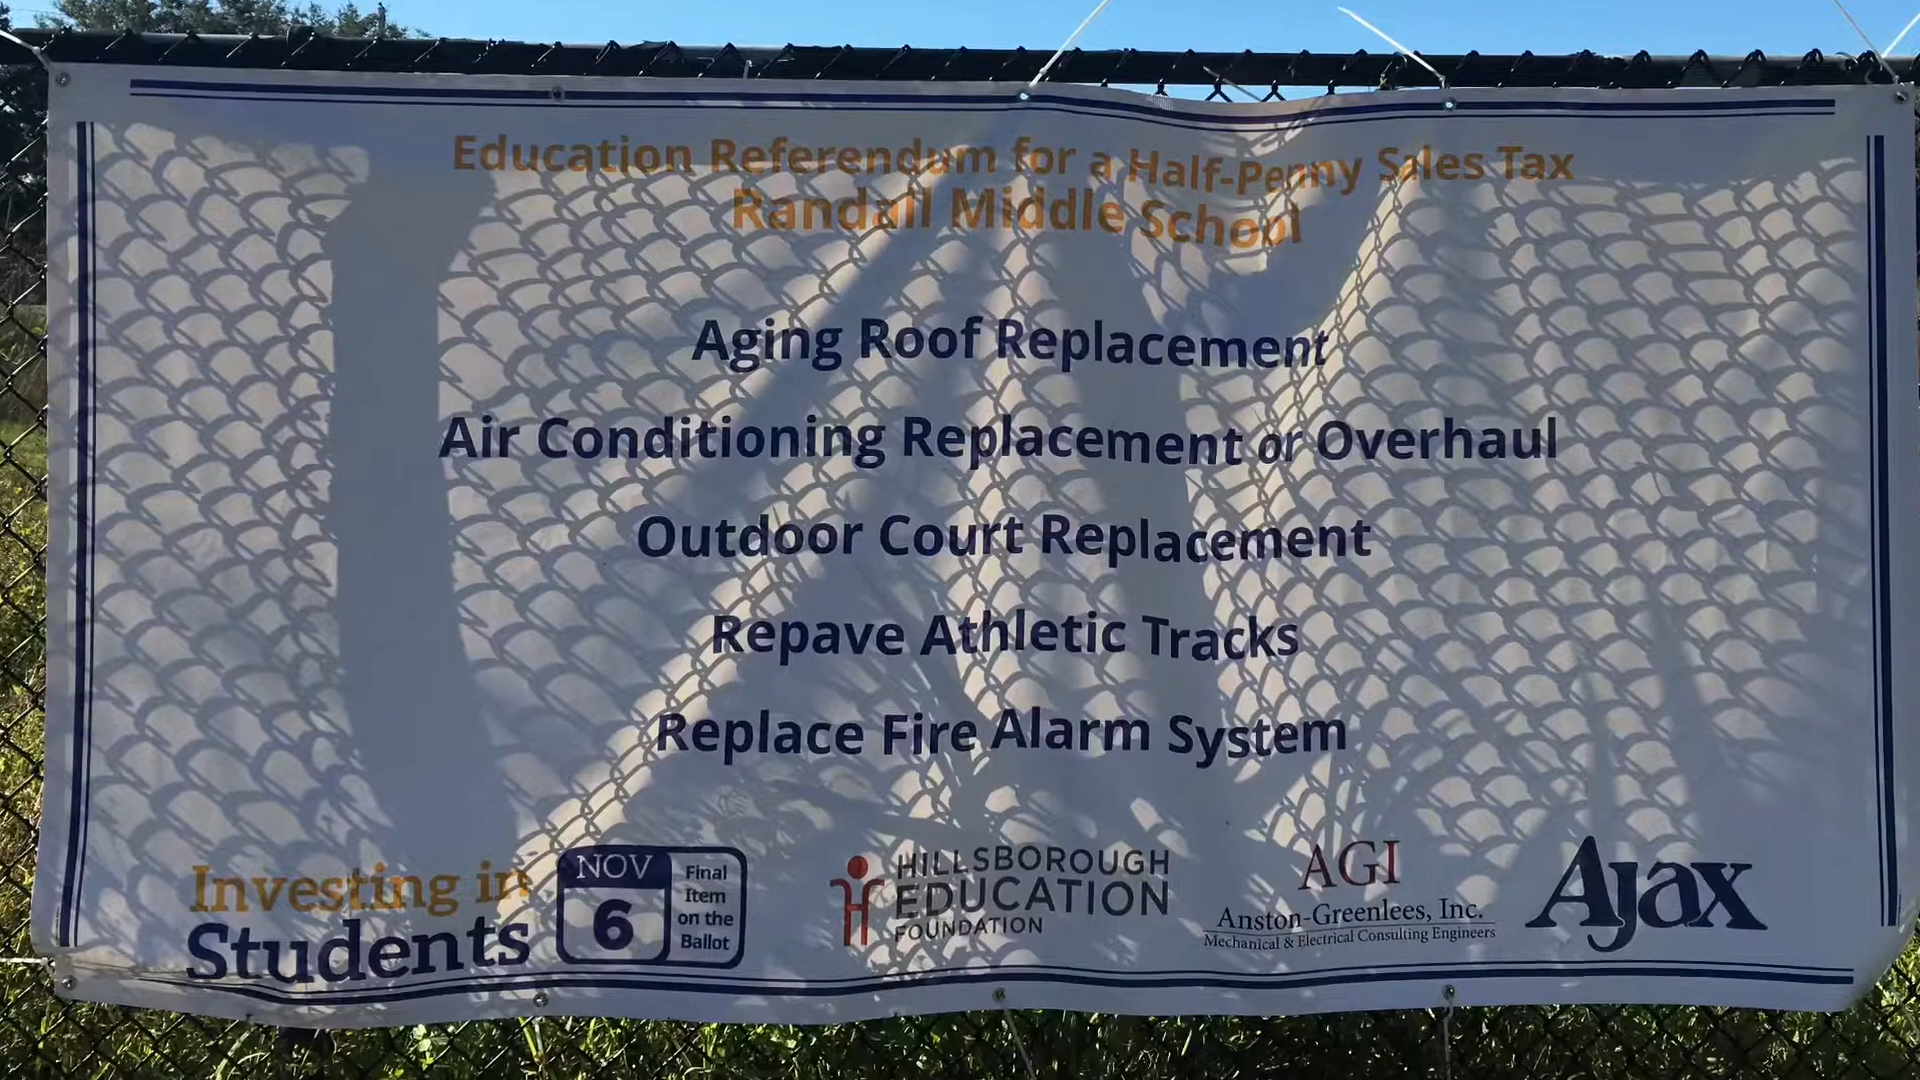 Education Referendum for a Half-Penny Sales Tax
Randall Middle School
Aging Roof Replacement
Air Conditioning Replacement or Overhaul
Outdoor Court Replacement
Repave Athletic Tracks
Replace Fire Alarm System
Investing in
Students
NOV
6
Final
Item
on the
Ballot
HILLSBOROUGH
EDUCATION
FOUNDATION
AGI
Anston-Greenlees, Inc.
Mechanical & Electrical Consulting Engineers
Ajax